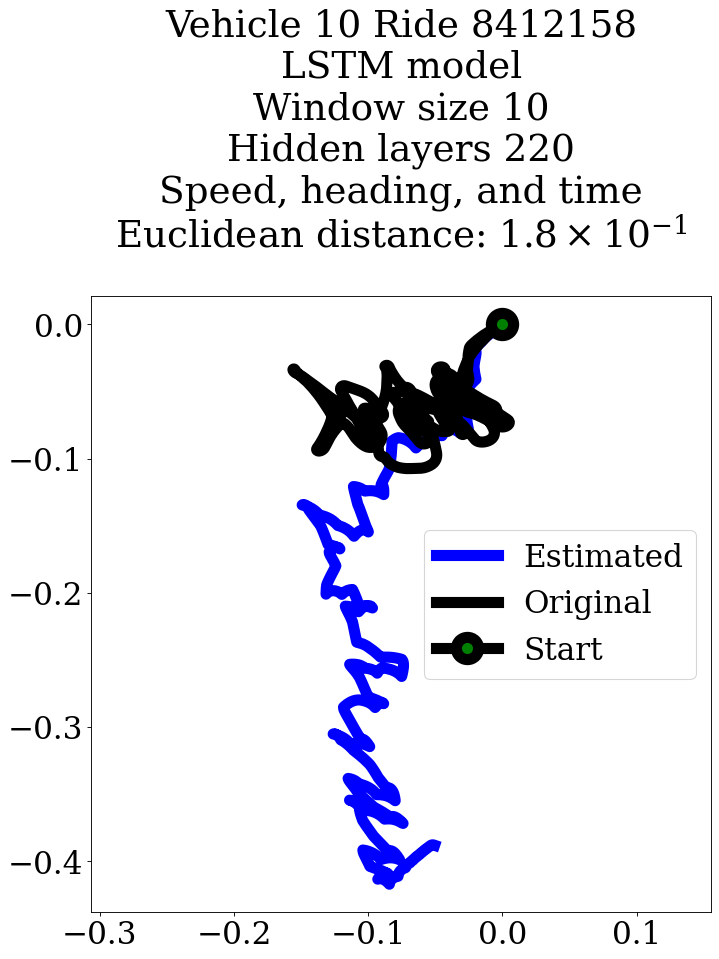 Vehicle 10 Ride 8412158
LSTM model
Window size 10
Hidden layers 220
Speed, heading, and time
Euclidean distance: 1.8 × 10⁻¹
0.0
−0.1
−0.2
−0.3
−0.4
Estimated
Original
Start
−0.3 −0.2 −0.1 0.0 0.1